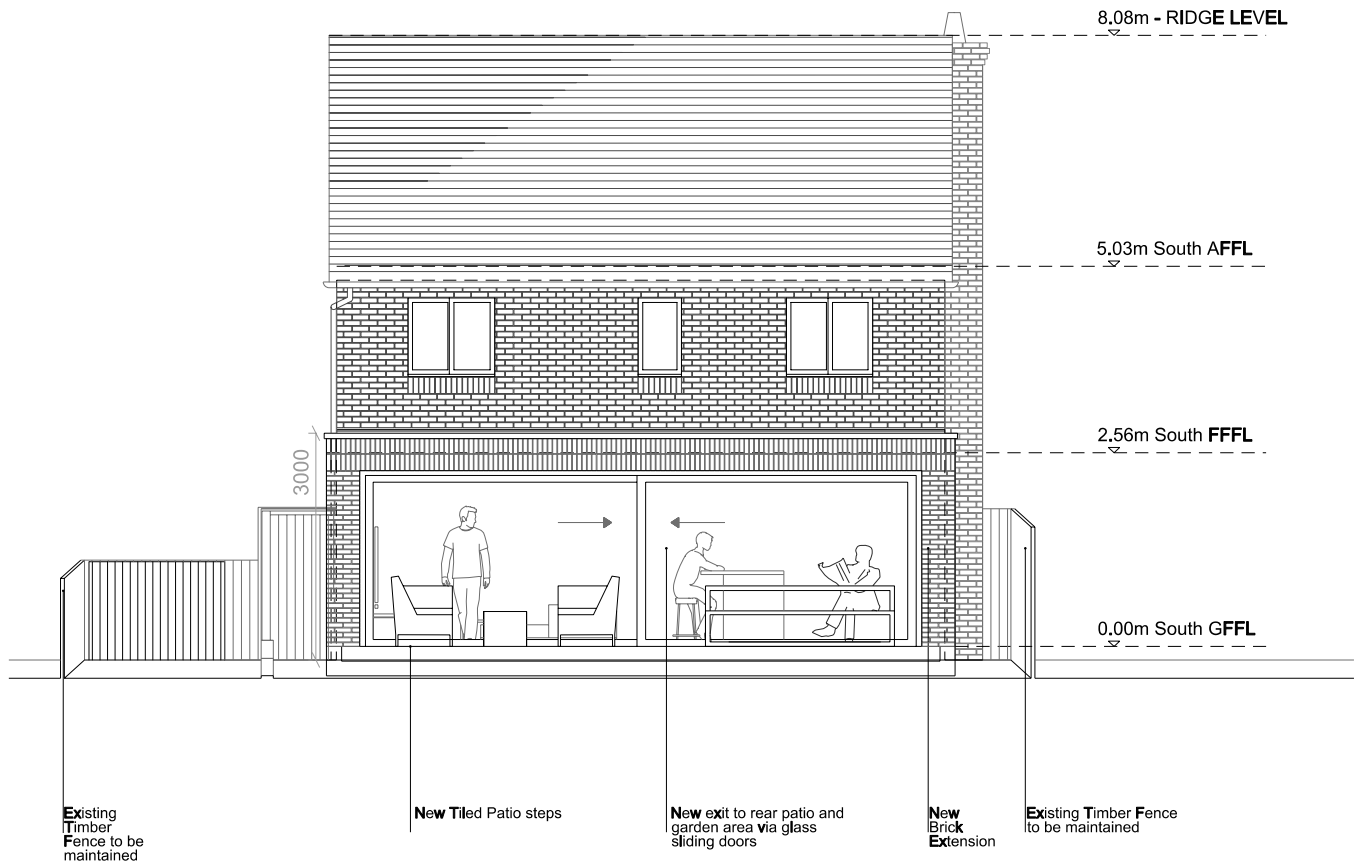 8.08m - RIDGE LEVEL
5.03m South AFFL
2.56m South FFFL
3000
0.00m South GFFL
Existing
Timber
Fence to be
maintained
New Tiled Patio steps
New exit to rear patio and
garden area via glass
sliding doors
New
Brick
Extension
Existing Timber Fence
to be maintained